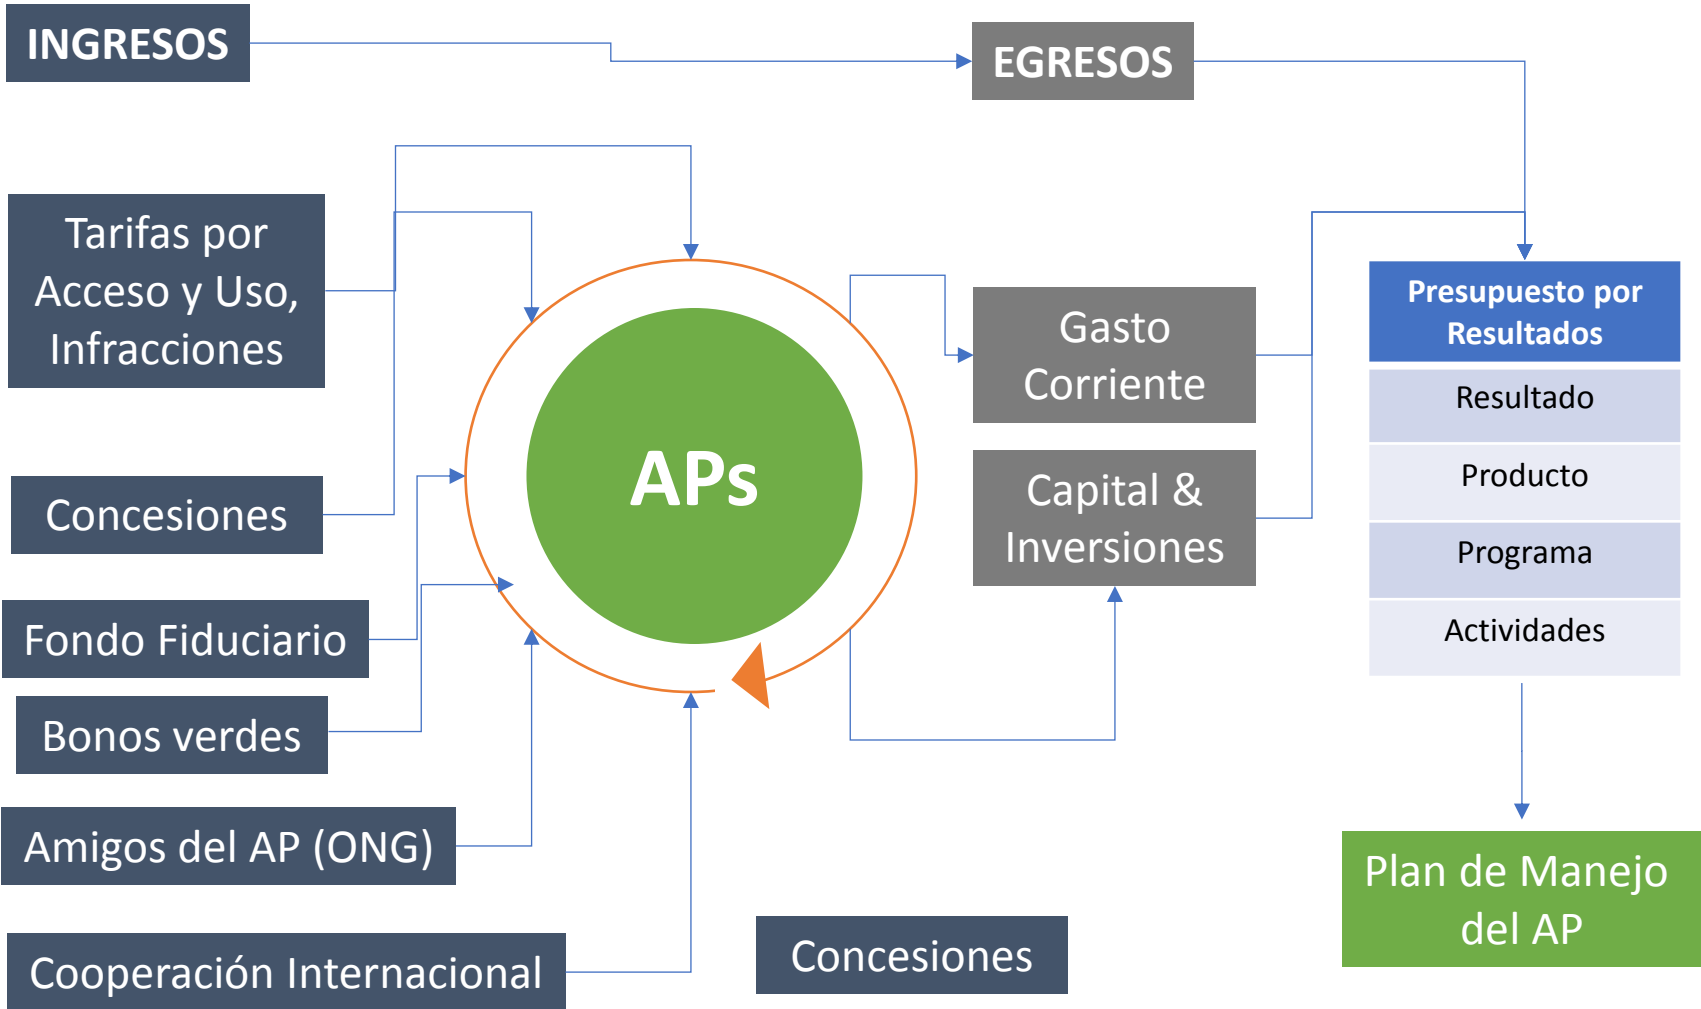 INGRESOS
EGRESOS
Tarifas por
Acceso y Uso,
Infracciones
Concesiones
Fondo Fiduciario
Bonos verdes
Amigos del AP (ONG)
Cooperación Internacional
APs
Gasto
Corriente
Capital &
Inversiones
Concesiones
Presupuesto por
Resultados
Resultado
Producto
Programa
Actividades
Plan de Manejo
del AP